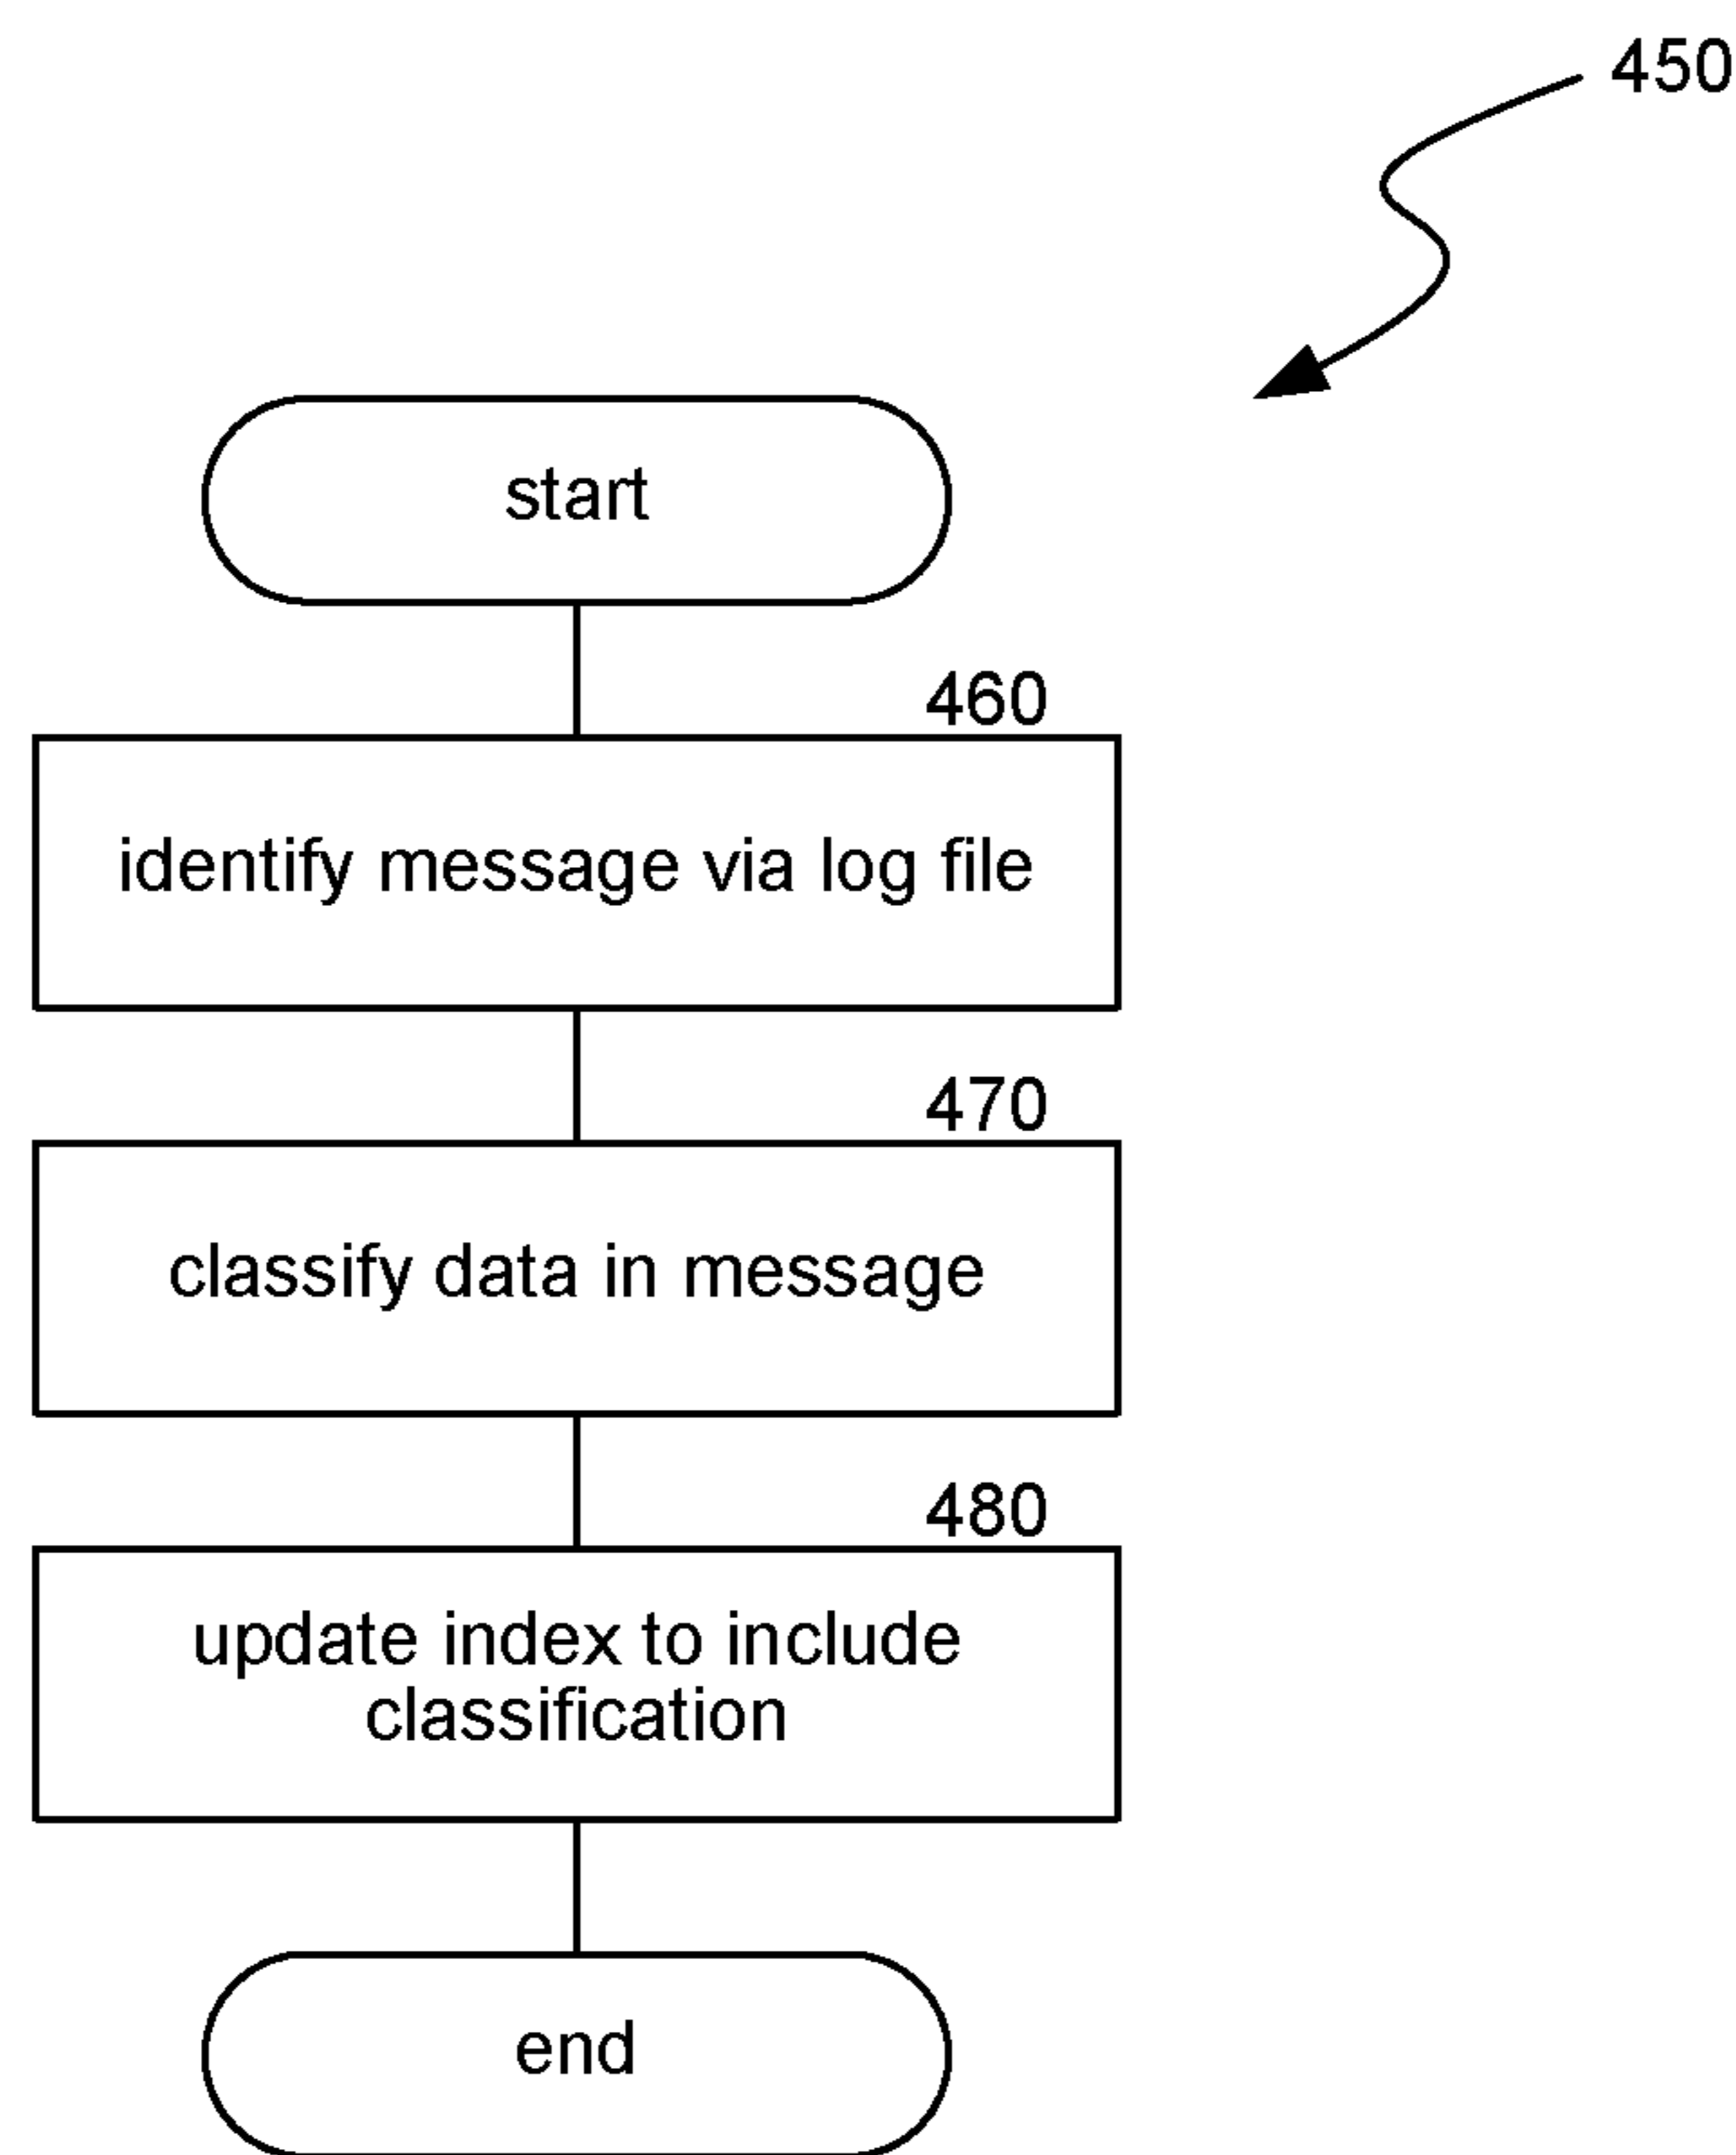 450
start
460
identify message via log file
470
classify data in message
480
update index to include
classification
end